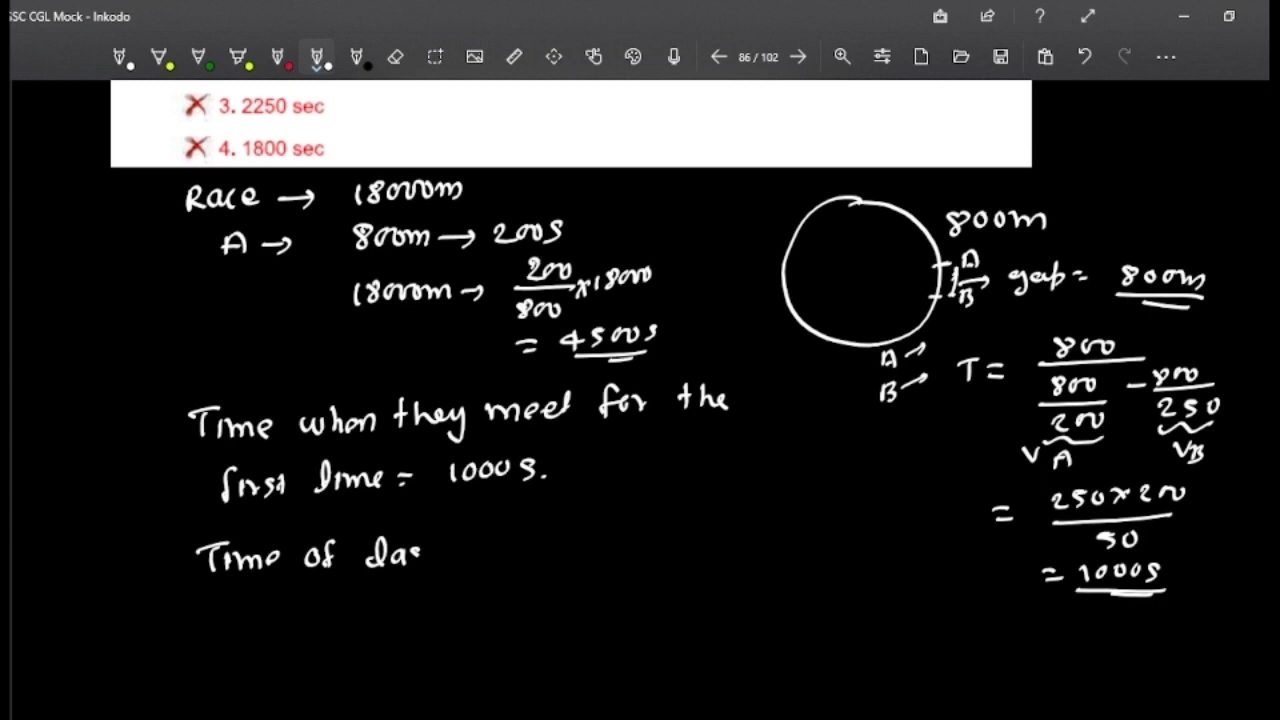 SSC CGL Mock - Inkodo
86 / 102
3. 2250 sec
4. 1800 sec
Race → 18000m
A → 800m → 200s
18000m → 200/800 × 18000
= 4500s
Time when they meet for the
first time = 1000s.
Time of las
800m
A
B
gap = 800m
A →
B →
T = 800 / (800/200 - 800/250)
VA VB
= 250×200 / 50
= 1000s